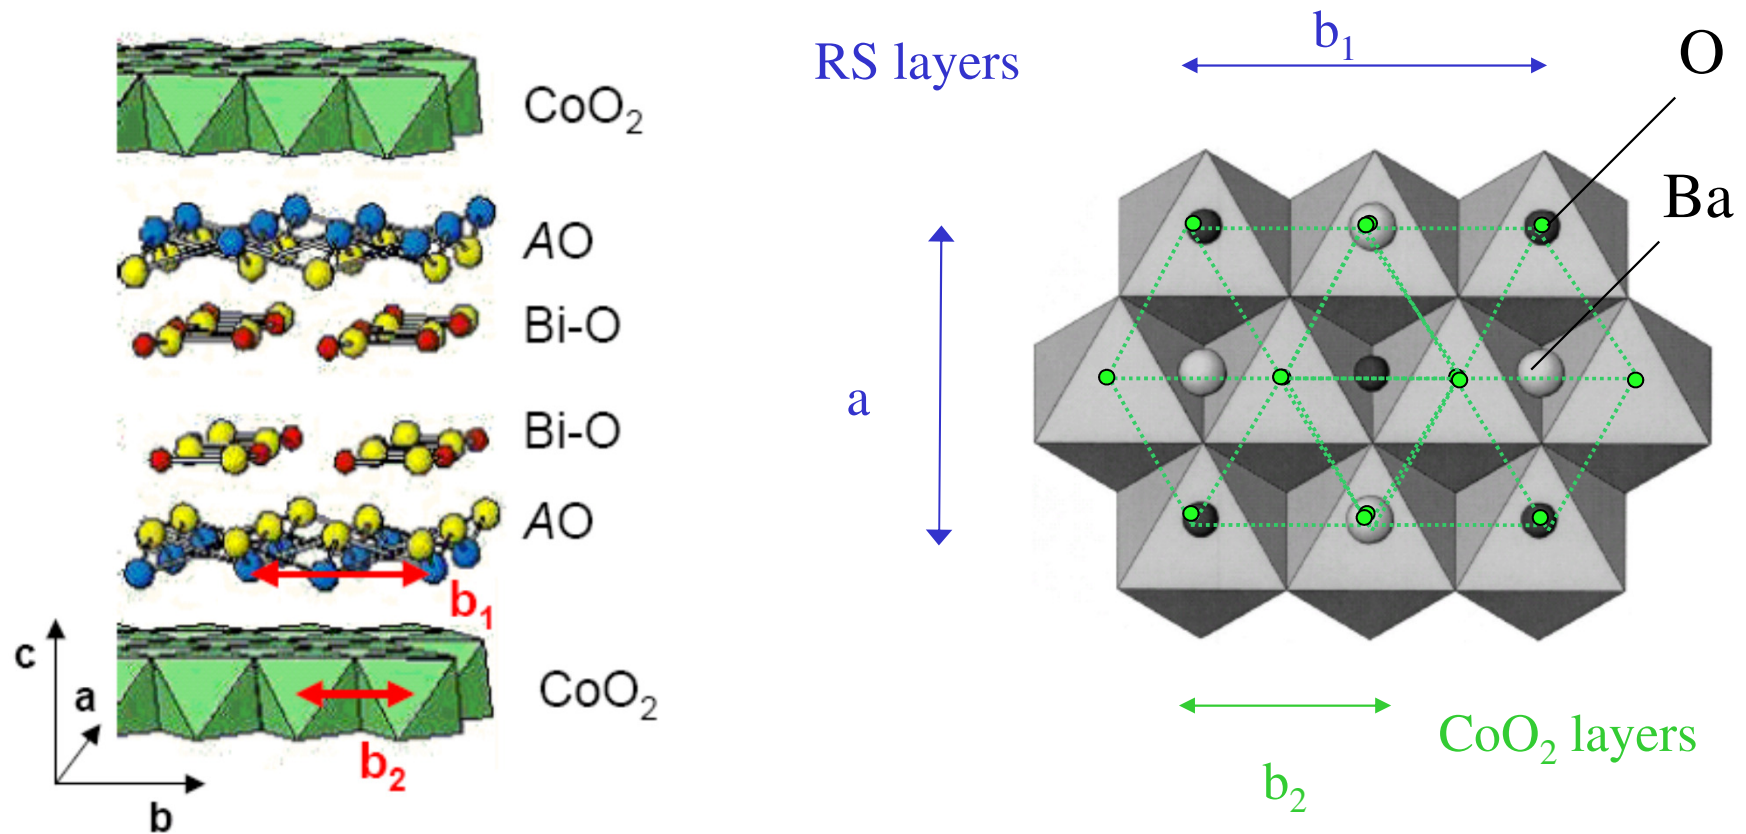 CoO₂
AO
Bi-O
Bi-O
AO
b₁
CoO₂
b₂
c
a
b
RS layers
b₁
O
Ba
a
b₂
CoO₂ layers